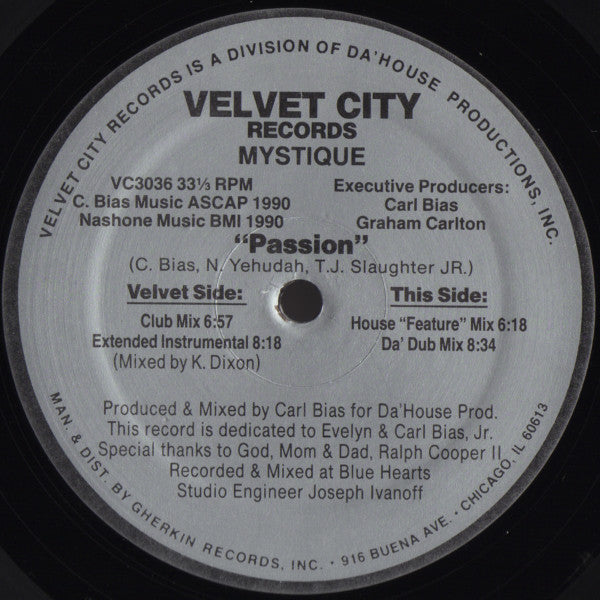 VELVET CITY RECORDS IS A DIVISION OF DA'HOUSE PRODUCTIONS, INC.
VELVET CITY
RECORDS
MYSTIQUE
VC3036 33⅓ RPM
C. Bias Music ASCAP 1990
Nashone Music BMI 1990
Executive Producers:
Carl Bias
Graham Carlton
"Passion"
(C. Bias, N. Yehudah, T.J. Slaughter JR.)
Velvet Side:
Club Mix 6:57
Extended Instrumental 8:18
(Mixed by K. Dixon)
This Side:
House "Feature" Mix 6:18
Da' Dub Mix 8:34
Produced & Mixed by Carl Bias for Da'House Prod.
This record is dedicated to Evelyn & Carl Bias, Jr.
Special thanks to God, Mom & Dad, Ralph Cooper II
Recorded & Mixed at Blue Hearts
Studio Engineer Joseph Ivanoff
MAN. & DIST. BY GHERKIN RECORDS, INC. • 916 BUENA AVE. • CHICAGO, IL 60613